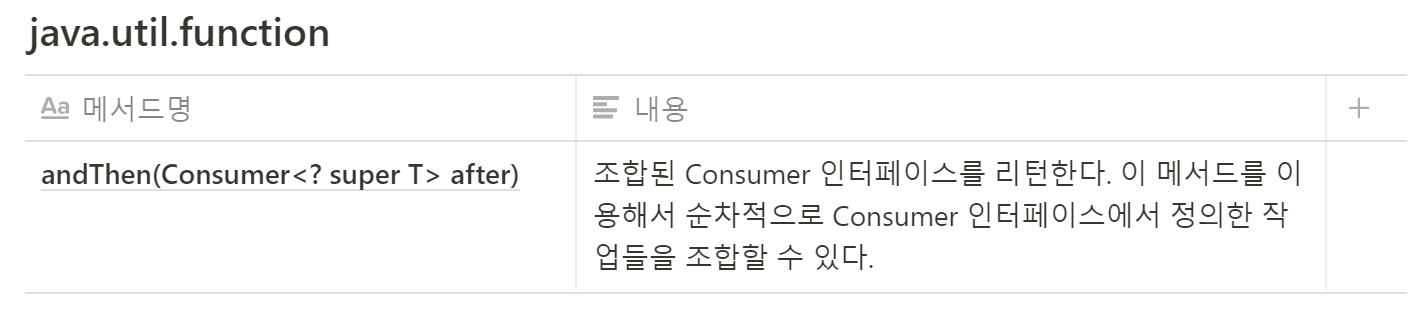 java.util.function
Aa 메서드명
내용
+
andThen(Consumer<? super T> after)
조합된 Consumer 인터페이스를 리턴한다. 이 메서드를 이
용해서 순차적으로 Consumer 인터페이스에서 정의한 작
업들을 조합할 수 있다.